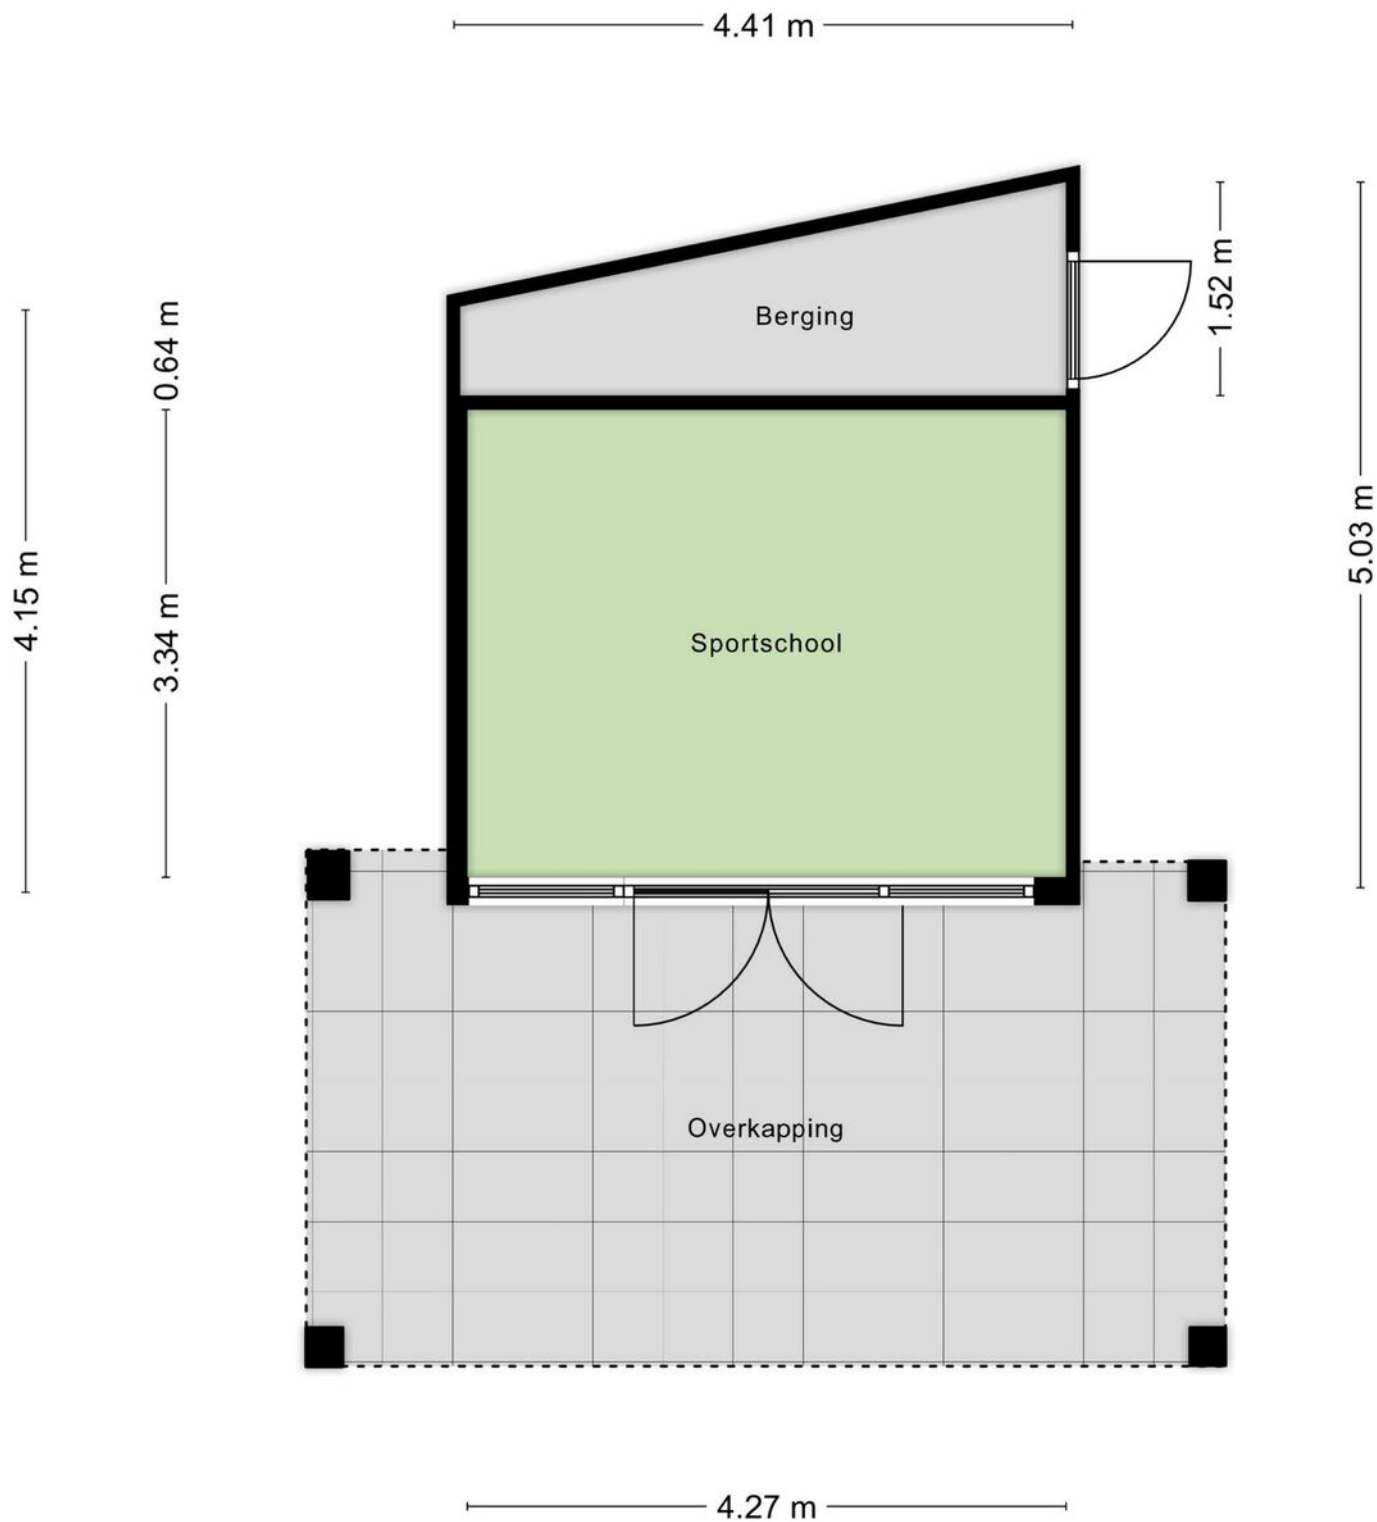 4.41 m
Berging
1.52 m
0.64 m
5.03 m
4.15 m
3.34 m
Sportschool
Overkapping
4.27 m